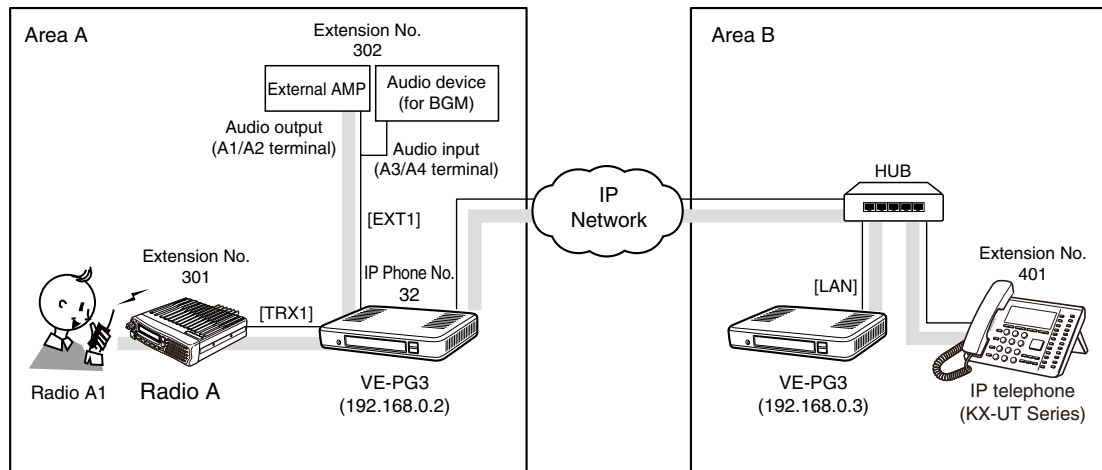 Area A
Extension No.
302
External AMP
Audio device
(for BGM)
Audio output
(A1/A2 terminal)
Audio input
(A3/A4 terminal)
[EXT1]
Extension No.
301
[TRX1]
IP Phone No.
32
Radio A1
Radio A
VE-PG3
(192.168.0.2)
IP
Network
Area B
HUB
[LAN]
Extension No.
401
VE-PG3
(192.168.0.3)
IP telephone
(KX-UT Series)